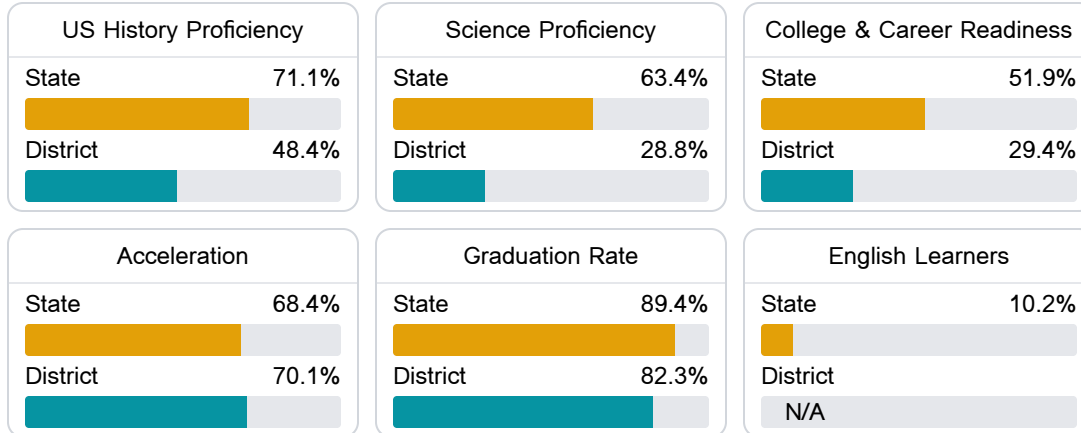 US History Proficiency
State 71.1%
District 48.4%
Science Proficiency
State 63.4%
District 28.8%
College & Career Readiness
State 51.9%
District 29.4%
Acceleration
State 68.4%
District 70.1%
Graduation Rate
State 89.4%
District 82.3%
English Learners
State 10.2%
District
N/A